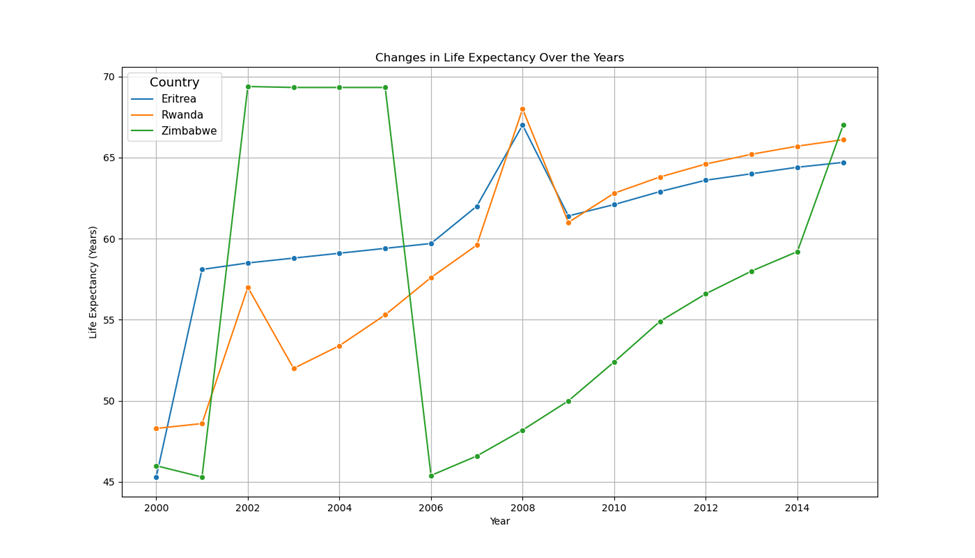 Changes in Life Expectancy Over the Years
Country
Eritrea
Rwanda
Zimbabwe
70
65
60
55
50
45
Life Expectancy (Years)
2000 2002 2004 2006 2008 2010 2012 2014
Year